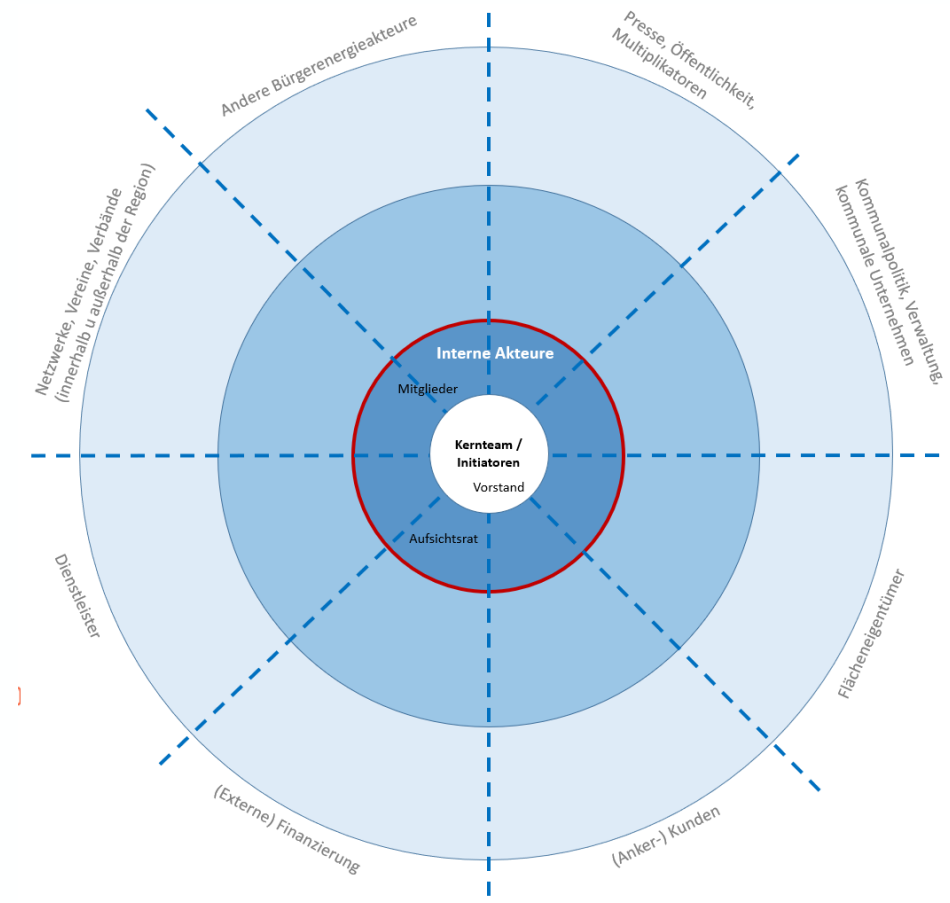 Andere Bürgerenergieakteure
Presse, Öffentlichkeit,
Multiplikatoren
Netzwerke, Vereine, Verbände
(innerhalb u außerhalb der Region)
Kommunalpolitik, Verwaltung,
kommunale Unternehmen
Interne Akteure
Mitglieder
Kernteam /
Initiatoren
Vorstand
Aufsichtsrat
Dienstleister
Flächeneigentümer
(Externe) Finanzierung
(Anker-) Kunden